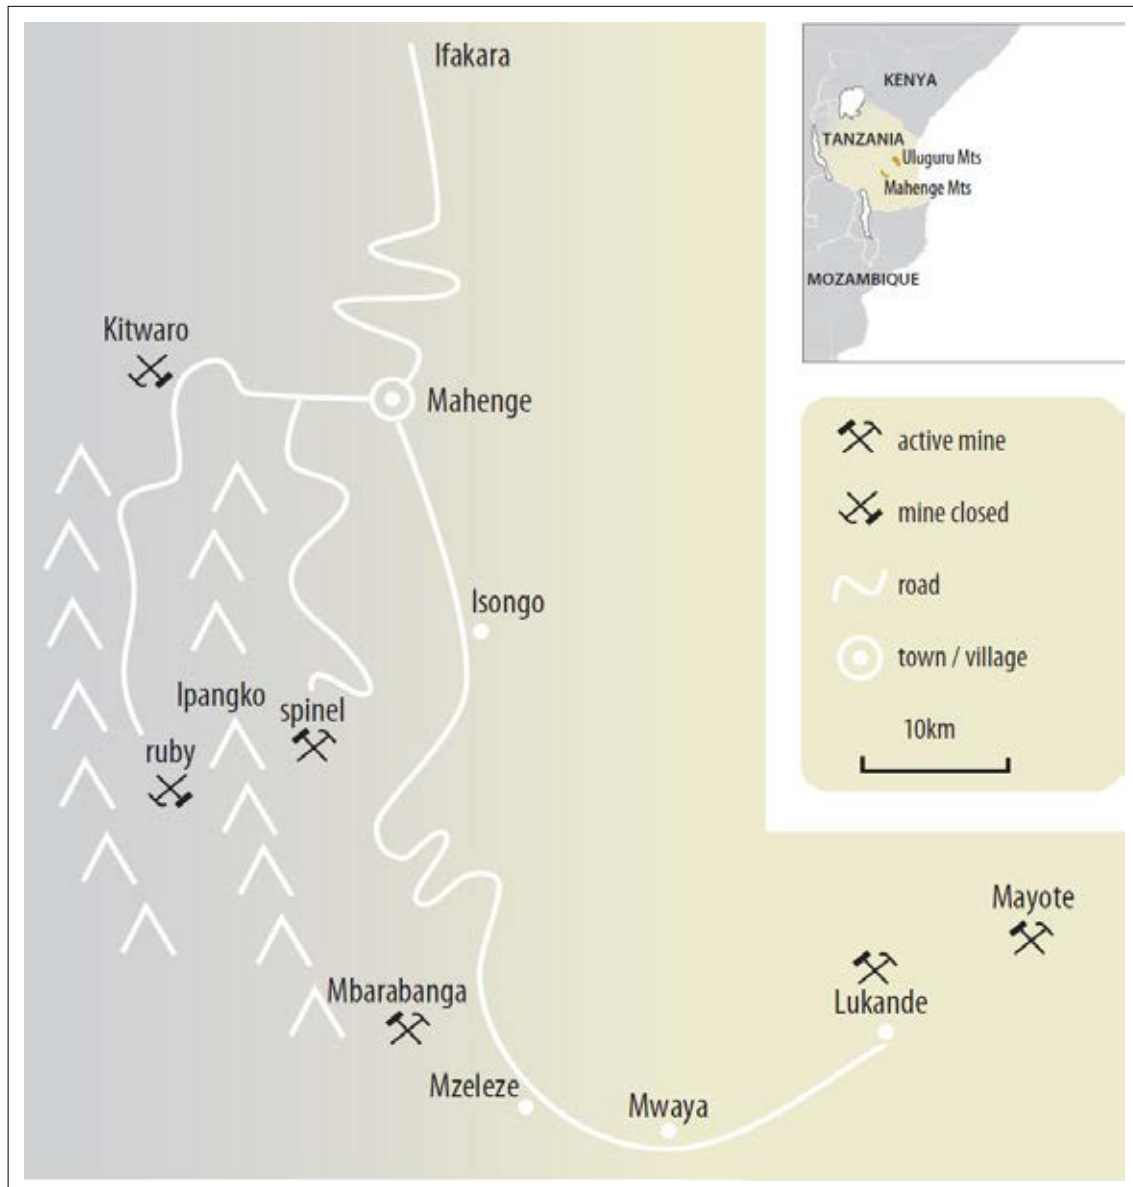 Ifakara
KENYA
TANZANIA
Uluguru Mts
Mahenge Mts
MOZAMBIQUE
Kitwaro
Mahenge
active mine
mine closed
road
town / village
10km
Isongo
Ipangko
spinel
ruby
Mayote
Lukande
Mbarabanga
Mzeleze
Mwaya